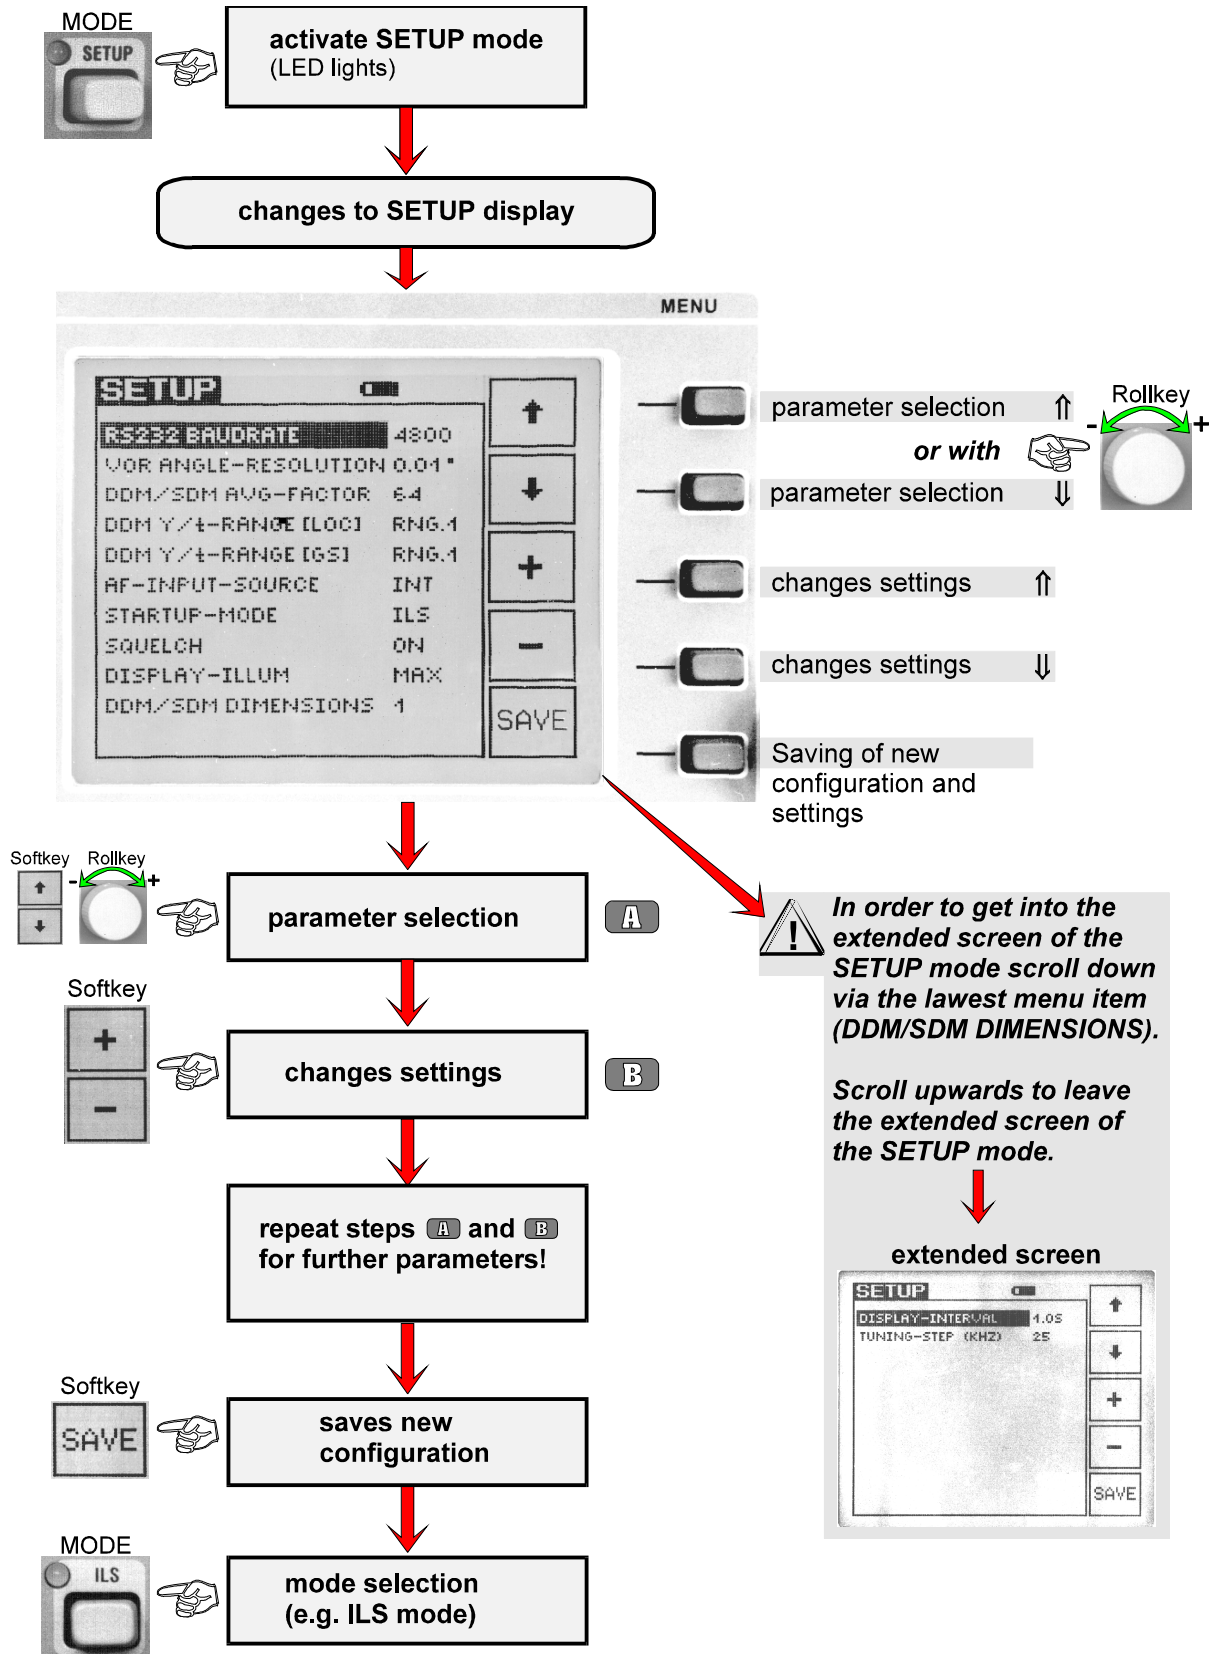 MODE
SETUP
activate SETUP mode
(LED lights)
changes to SETUP display
MENU
SETUP
RS232 BAUDRATE 4800
VOR ANGLE-RESOLUTION 0.01°
DDM/SDM AVG-FACTOR 64
DDM Y/t-RANGE [LOC] RNG.1
DDM Y/t-RANGE [GS] RNG.1
AF-INPUT-SOURCE INT
STARTUP-MODE ILS
SQUELCH ON
DISPLAY-ILLUM MAX
DDM/SDM DIMENSIONS 1
↑
↓
+
−
SAVE
parameter selection ⇑
or with
parameter selection ⇓
Rollkey
- +
changes settings ⇑
changes settings ⇓
Saving of new
configuration and
settings
Softkey Rollkey
- +
parameter selection
A
Softkey
+
−
changes settings
B
repeat steps A and B
for further parameters!
Softkey
SAVE
saves new
configuration
MODE
ILS
mode selection
(e.g. ILS mode)
!
In order to get into the
extended screen of the
SETUP mode scroll down
via the lawest menu item
(DDM/SDM DIMENSIONS).
Scroll upwards to leave
the extended screen of
the SETUP mode.
extended screen
SETUP
DISPLAY-INTERVAL 1.0S
TUNING-STEP (KHZ) 25
↑
↓
+
−
SAVE